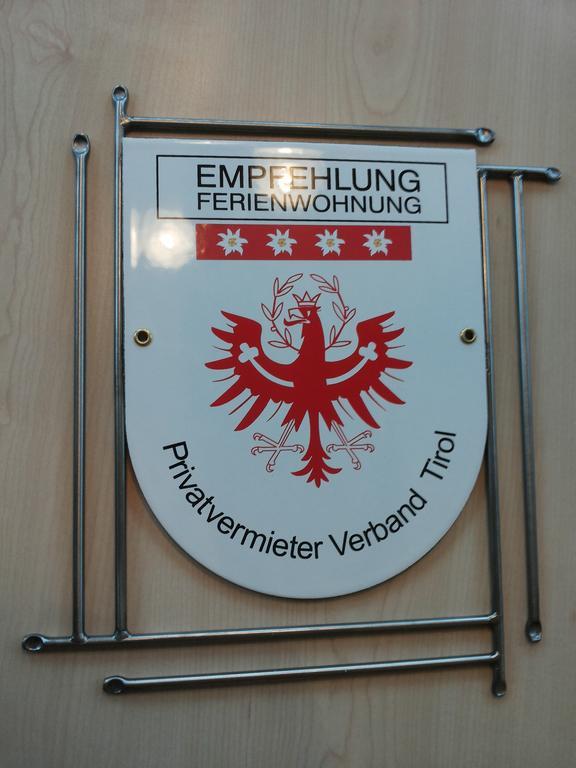 EMPFEHLUNG
FERIENWOHNUNG
Privatvermieter Verband Tirol